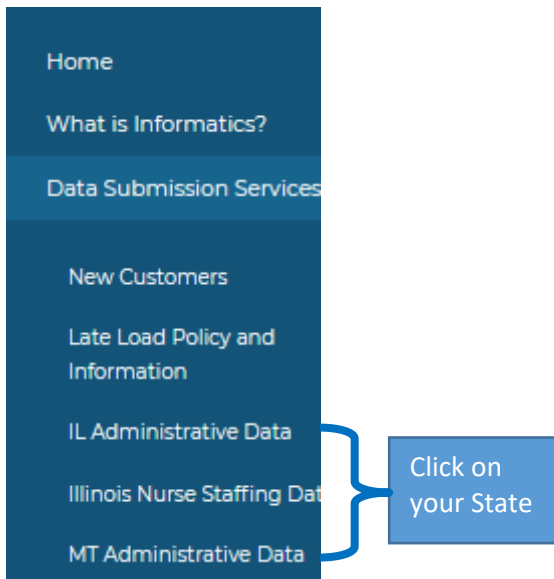 Home
What is Informatics?
Data Submission Services
New Customers
Late Load Policy and
Information
IL Administrative Data
Illinois Nurse Staffing Dat
MT Administrative Data
Click on
your State